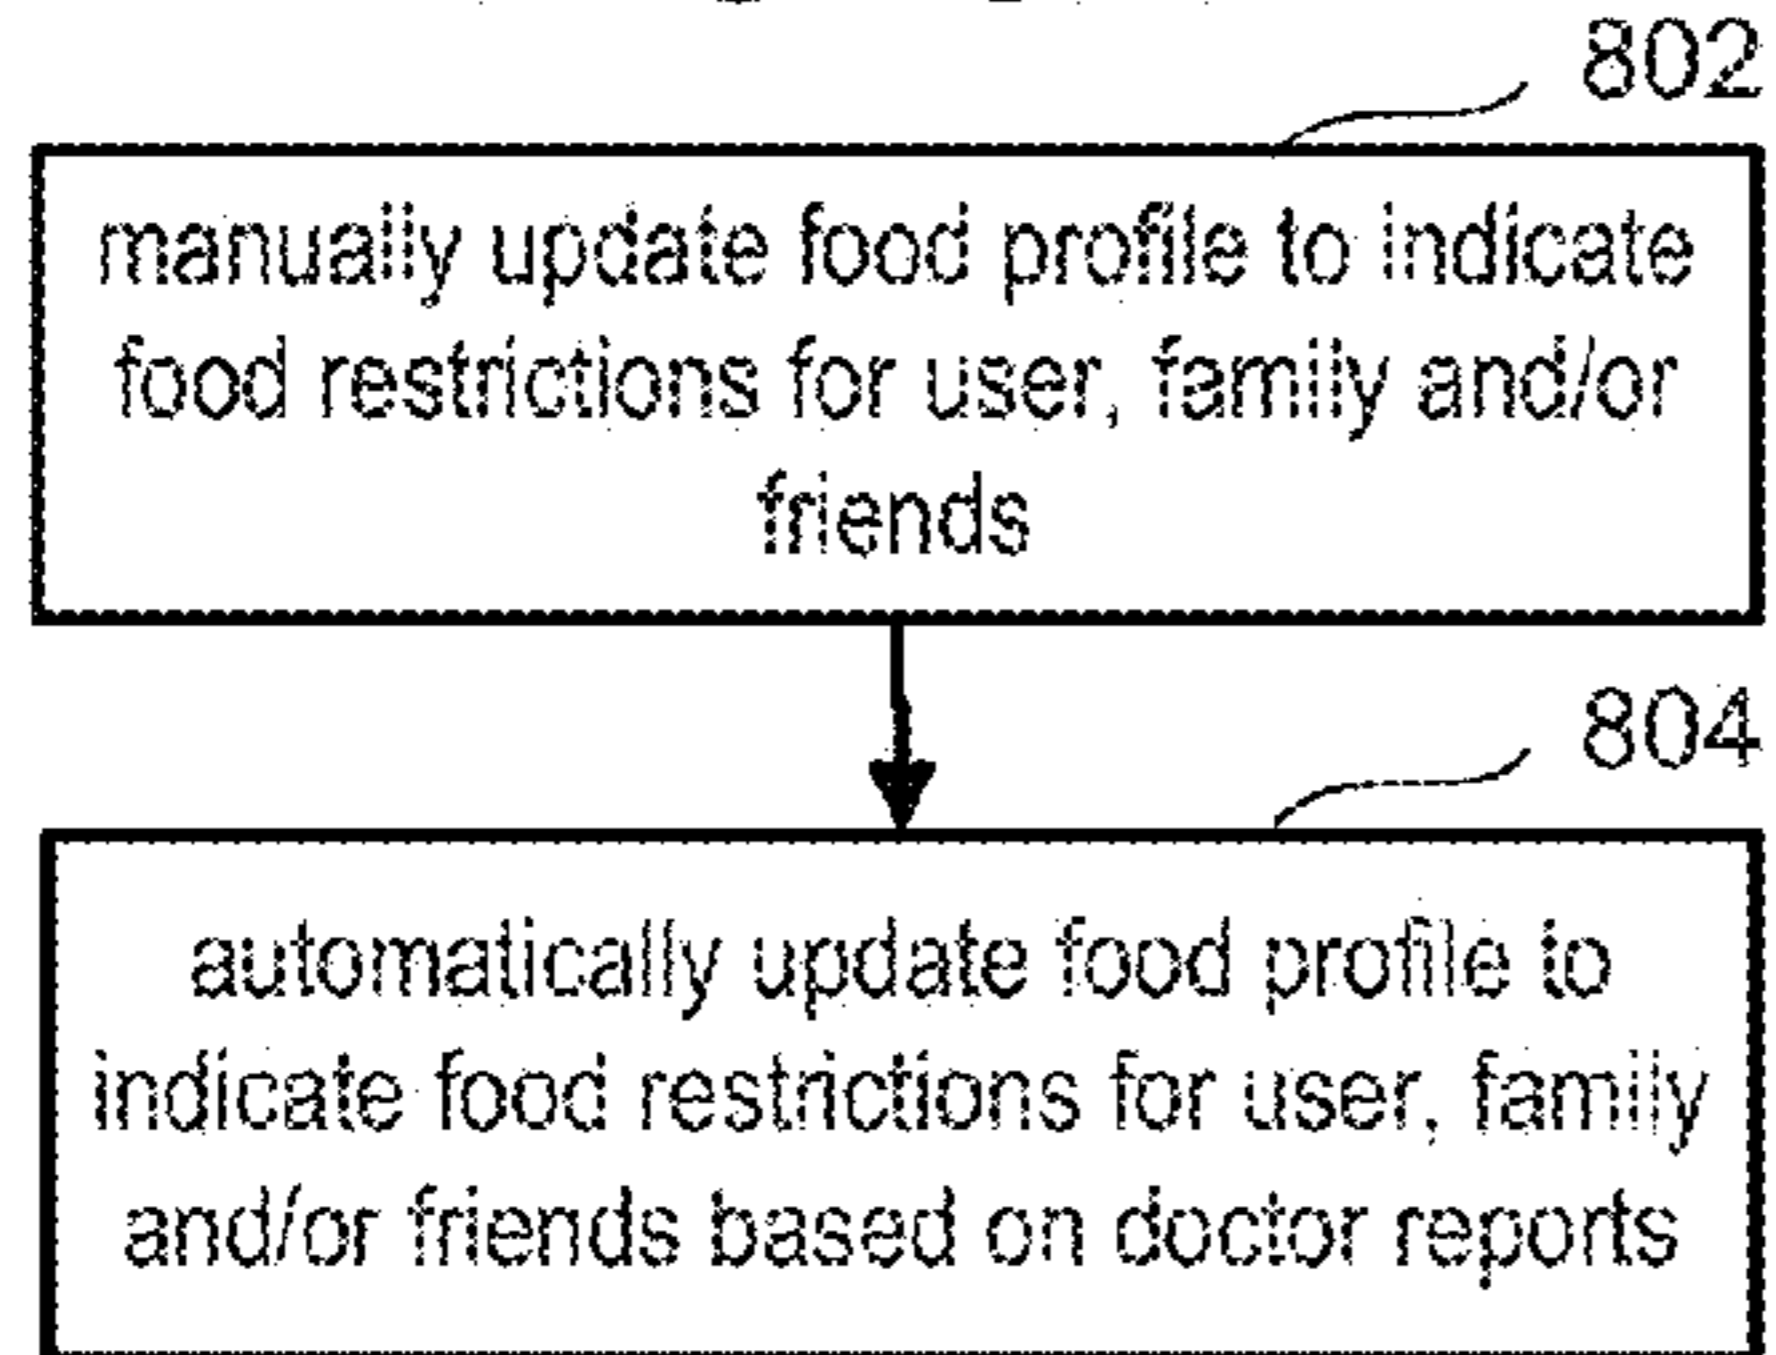 802
manually update food profile to indicate
food restrictions for user, family and/or
friends
804
automatically update food profile to
indicate food restrictions for user, family
and/or friends based on doctor reports